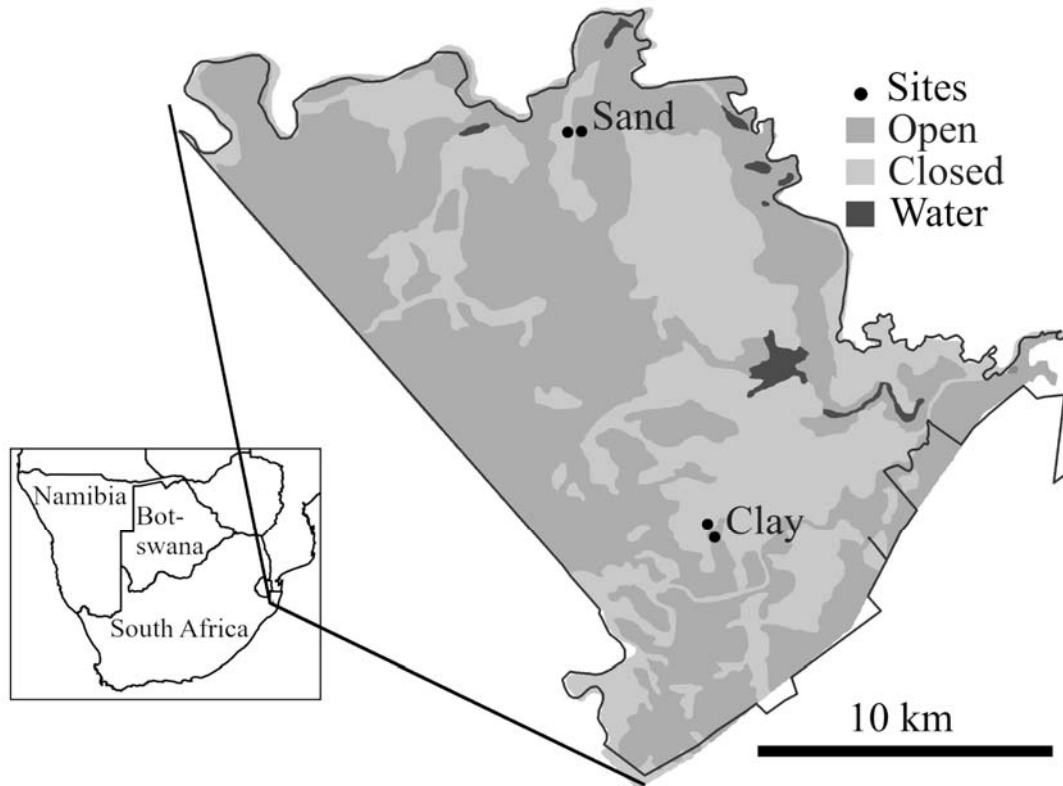 Sites
Sand
Open
Closed
Water
Namibia
Bot-
swana
Clay
South Africa
10 km